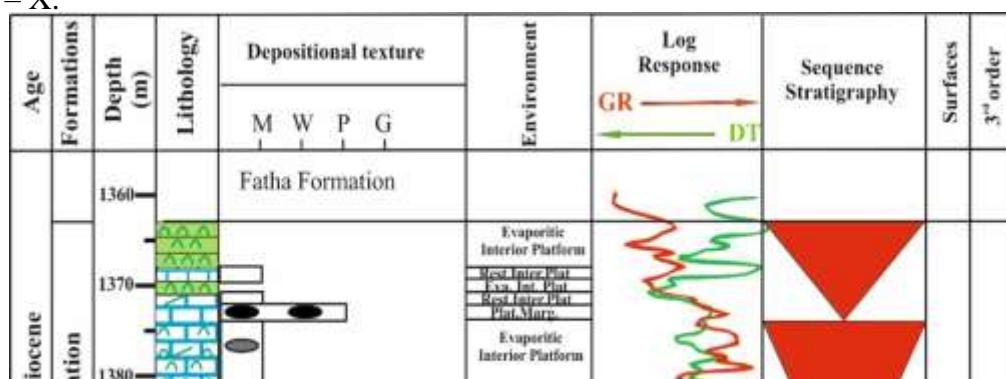 – X.
Age
Formations
Depth
(m)
Lithology
Depositional texture
M W P G
Environment
Log
Response
GR
DT
Sequence
Stratigraphy
Surfaces
3rd order
Fatha Formation
1360
1370
1380
Evaporitic
Interior Platform
Rest.Inter.Plat
Eva. Int. Plat
Rest.Inter.Plat
Plat.Marg.
Evaporitic
Interior Platform
iocene
ation